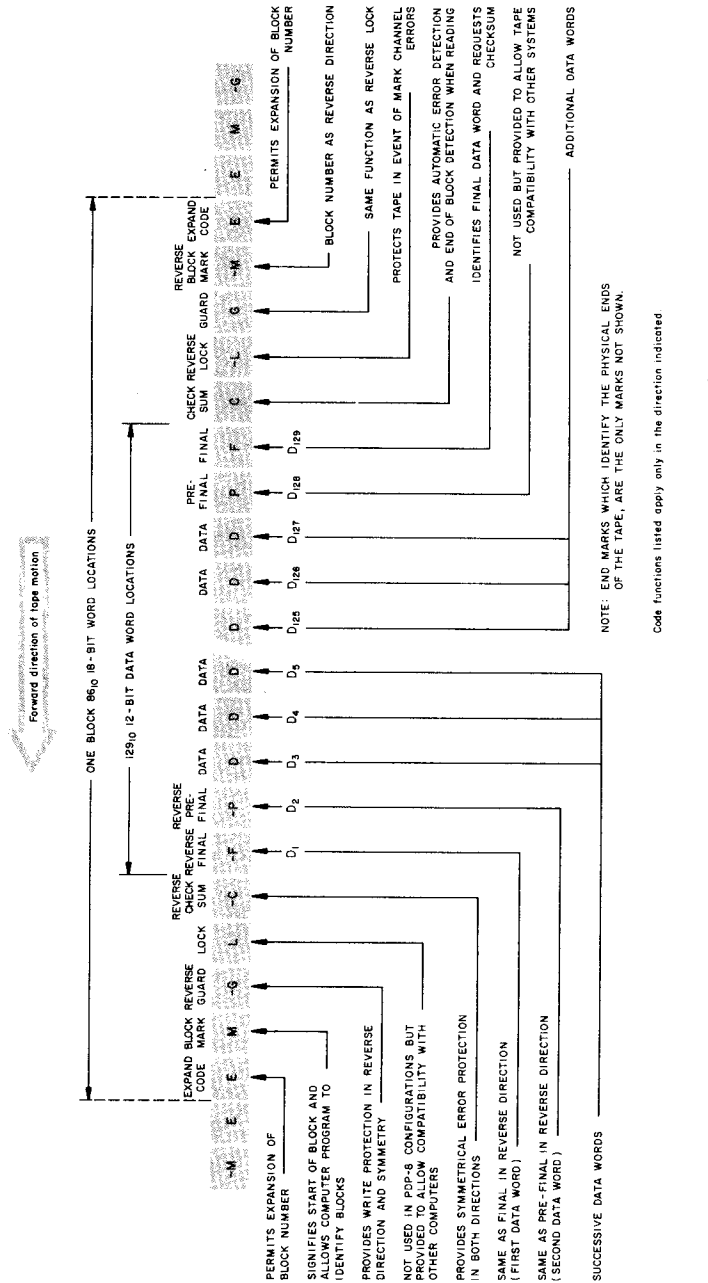 Forward direction of tape motion
ONE BLOCK 86₁₀ 18-BIT WORD LOCATIONS
129₁₀ 12-BIT DATA WORD LOCATIONS
EXPAND CODE
BLOCK MARK
REVERSE GUARD
LOCK
REVERSE CHECK SUM
REVERSE FINAL
REVERSE PRE-FINAL
DATA
DATA
DATA
DATA
DATA
PRE-FINAL
FINAL
CHECK SUM
REVERSE LOCK
GUARD
REVERSE BLOCK MARK
EXPAND CODE
-M E E M -G L -C -F -P D D D D D D P F C -L G -M E E M -G
D₁ D₂ D₃ D₄ D₅ D₁₂₅ D₁₂₆ D₁₂₇ D₁₂₈ D₁₂₉
PERMITS EXPANSION OF
BLOCK NUMBER
SIGNIFIES START OF BLOCK AND
ALLOWS COMPUTER PROGRAM TO
IDENTIFY BLOCKS
PROVIDES WRITE PROTECTION IN REVERSE
DIRECTION AND SYMMETRY
NOT USED IN PDP-8 CONFIGURATIONS BUT
PROVIDED TO ALLOW COMPATIBILITY WITH
OTHER COMPUTERS
PROVIDES SYMMETRICAL ERROR PROTECTION
IN BOTH DIRECTIONS
SAME AS FINAL IN REVERSE DIRECTION
(FIRST DATA WORD)
SAME AS PRE-FINAL IN REVERSE DIRECTION
(SECOND DATA WORD)
SUCCESSIVE DATA WORDS
PERMITS EXPANSION OF BLOCK
NUMBER
BLOCK NUMBER AS REVERSE DIRECTION
SAME FUNCTION AS REVERSE LOCK
PROTECTS TAPE IN EVENT OF MARK CHANNEL
ERRORS
PROVIDES AUTOMATIC ERROR DETECTION
AND END OF BLOCK DETECTION WHEN READING
IDENTIFIES FINAL DATA WORD AND REQUESTS
CHECKSUM
NOT USED BUT PROVIDED TO ALLOW TAPE
COMPATIBILITY WITH OTHER SYSTEMS
ADDITIONAL DATA WORDS
NOTE: END MARKS WHICH IDENTIFY THE PHYSICAL ENDS
OF THE TAPE, ARE THE ONLY MARKS NOT SHOWN.
Code functions listed apply only in the direction indicated